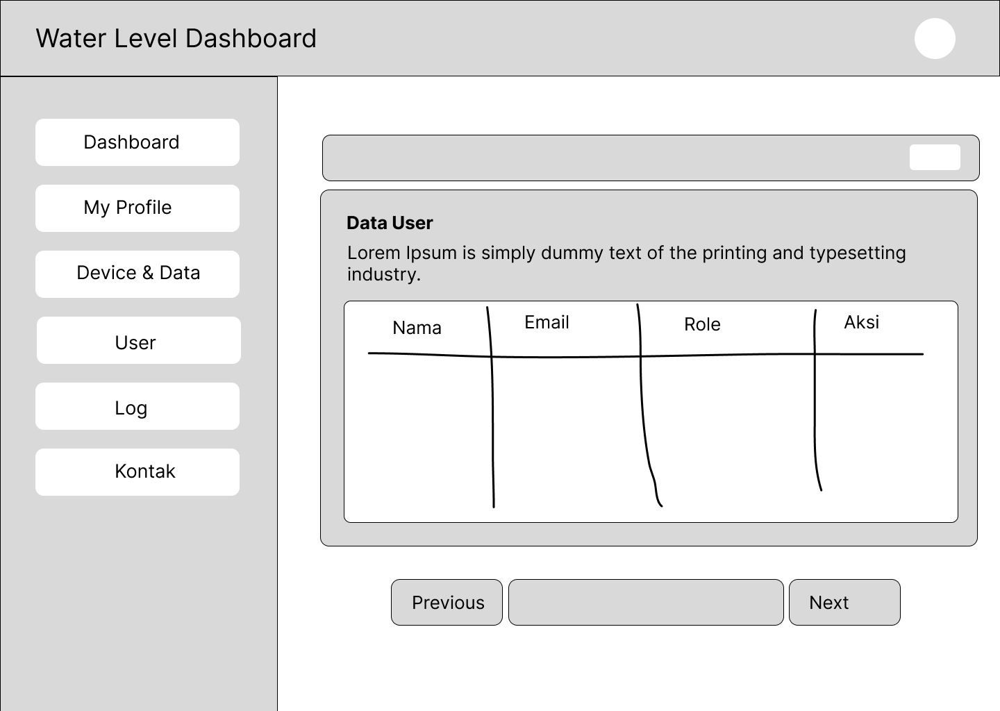 Water Level Dashboard
Dashboard
My Profile
Device & Data
User
Log
Kontak
Data User
Lorem Ipsum is simply dummy text of the printing and typesetting
industry.
Nama Email Role Aksi
Previous Next